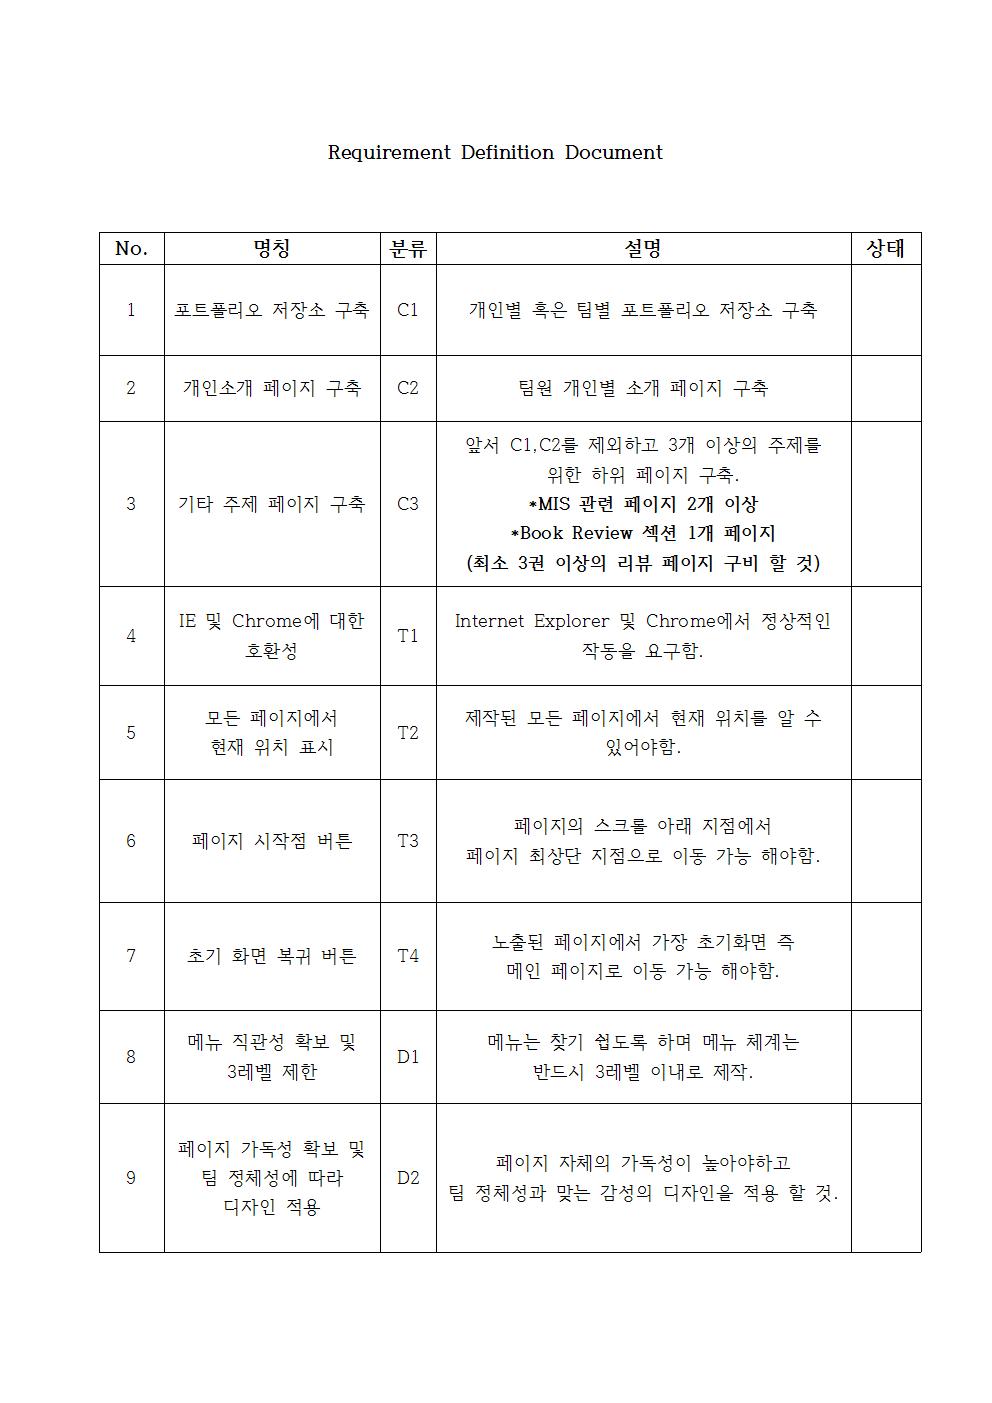 Requirement Definition Document
No. 명칭 분류 설명 상태
1 포트폴리오 저장소 구축 C1 개인별 혹은 팀별 포트폴리오 저장소 구축
2 개인소개 페이지 구축 C2 팀원 개인별 소개 페이지 구축
3 기타 주제 페이지 구축 C3 앞서 C1,C2를 제외하고 3개 이상의 주제를
위한 하위 페이지 구축.
*MIS 관련 페이지 2개 이상
*Book Review 섹션 1개 페이지
(최소 3권 이상의 리뷰 페이지 구비 할 것)
4 IE 및 Chrome에 대한
호환성 T1 Internet Explorer 및 Chrome에서 정상적인
작동을 요구함.
5 모든 페이지에서
현재 위치 표시 T2 제작된 모든 페이지에서 현재 위치를 알 수
있어야함.
6 페이지 시작점 버튼 T3 페이지의 스크롤 아래 지점에서
페이지 최상단 지점으로 이동 가능 해야함.
7 초기 화면 복귀 버튼 T4 노출된 페이지에서 가장 초기화면 즉
메인 페이지로 이동 가능 해야함.
8 메뉴 직관성 확보 및
3레벨 제한 D1 메뉴는 찾기 쉽도록 하며 메뉴 체계는
반드시 3레벨 이내로 제작.
9 페이지 가독성 확보 및
팀 정체성에 따라
디자인 적용 D2 페이지 자체의 가독성이 높아야하고
팀 정체성과 맞는 감성의 디자인을 적용 할 것.